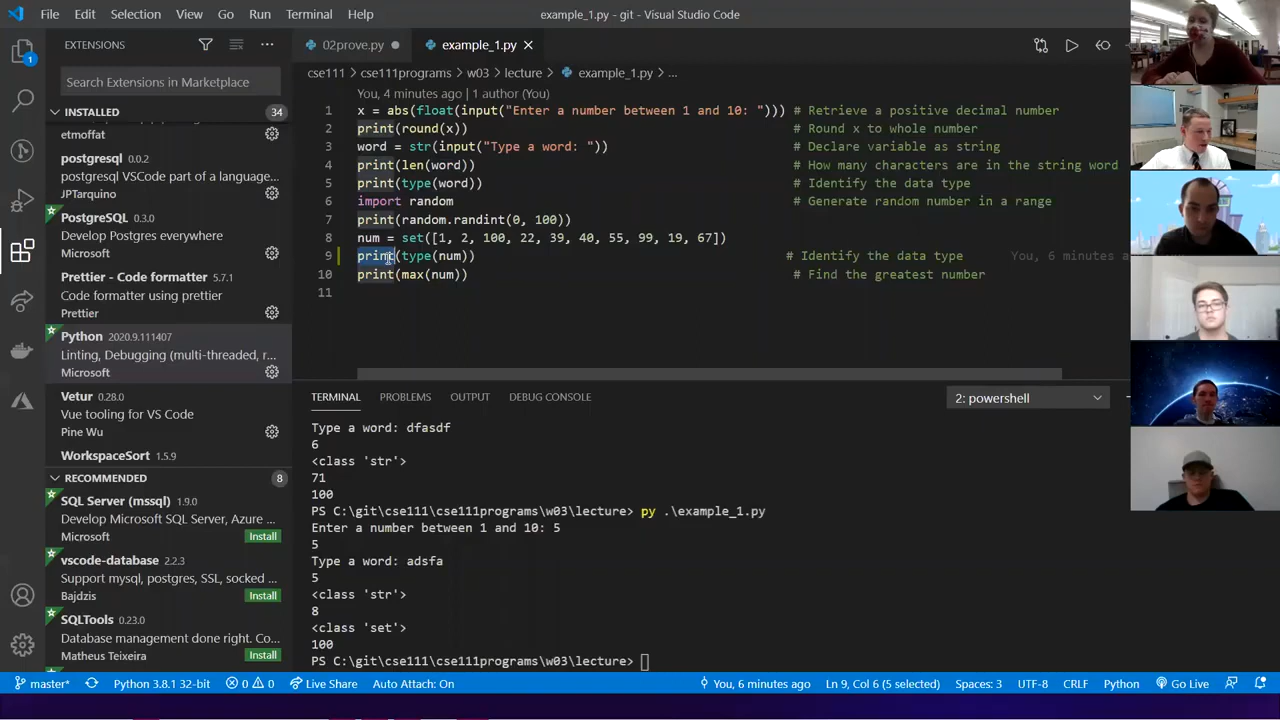 File Edit Selection View Go Run Terminal Help
example_1.py - git - Visual Studio Code
EXTENSIONS
Search Extensions in Marketplace
INSTALLED 34
etmoffat
postgresql 0.0.2
postgresql VSCode part of a language...
JPTarquino
PostgreSQL 0.3.0
Develop Postgres everywhere
Microsoft
Prettier - Code formatter 5.7.1
Code formatter using prettier
Prettier
Python 2020.9.111407
Linting, Debugging (multi-threaded, r...
Microsoft
Vetur 0.28.0
Vue tooling for VS Code
Pine Wu
WorkspaceSort 1.5.9
RECOMMENDED 8
SQL Server (mssql) 1.9.0
Develop Microsoft SQL Server, Azure ...
Microsoft Install
vscode-database 2.2.3
Support mysql, postgres, SSL, socked ...
Bajdzis Install
SQLTools 0.23.0
Database management done right. Co...
Matheus Teixeira Install
1
02prove.py example_1.py
cse111 > cse111programs > w03 > lecture > example_1.py > ...
You, 4 minutes ago | 1 author (You)
1 x = abs(float(input("Enter a number between 1 and 10: "))) # Retrieve a positive decimal number
2 print(round(x)) # Round x to whole number
3 word = str(input("Type a word: ")) # Declare variable as string
4 print(len(word)) # How many characters are in the string word
5 print(type(word)) # Identify the data type
6 import random # Generate random number in a range
7 print(random.randint(0, 100))
8 num = set([1, 2, 100, 22, 39, 40, 55, 99, 19, 67])
9 print(type(num)) # Identify the data type You, 6 minutes a
10 print(max(num)) # Find the greatest number
11
TERMINAL PROBLEMS OUTPUT DEBUG CONSOLE
2: powershell
Type a word: dfasdf
6
<class 'str'>
71
100
PS C:\git\cse111\cse111programs\w03\lecture> py .\example_1.py
Enter a number between 1 and 10: 5
5
Type a word: adsfa
5
<class 'str'>
8
<class 'set'>
100
PS C:\git\cse111\cse111programs\w03\lecture>
master* Python 3.8.1 32-bit 0 0 Live Share Auto Attach: On You, 6 minutes ago Ln 9, Col 6 (5 selected) Spaces: 3 UTF-8 CRLF Python Go Live